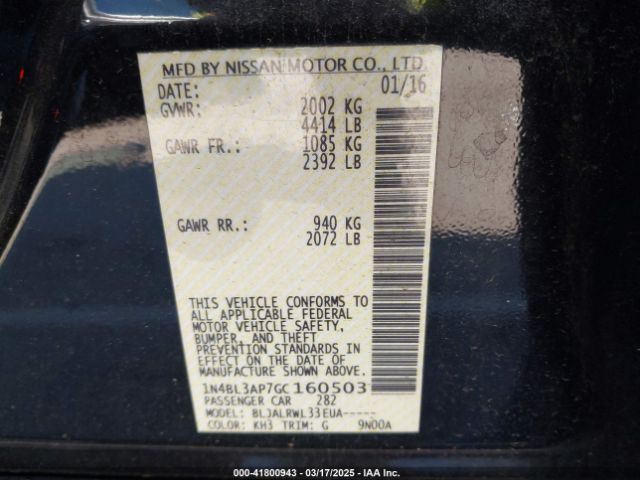 MFD BY NISSAN MOTOR CO., LTD.
DATE: 01/16
GVWR: 2002 KG
4414 LB
GAWR FR.: 1085 KG
2392 LB
GAWR RR.: 940 KG
2072 LB
THIS VEHICLE CONFORMS TO
ALL APPLICABLE FEDERAL
MOTOR VEHICLE SAFETY,
BUMPER, AND THEFT
PREVENTION STANDARDS
IN EFFECT ON THE DATE OF
MANUFACTURE SHOWN ABOVE.
1N4BL3AP7GC160503
PASSENGER CAR 282
MODEL: BLJALRWL33EUA-----
COLOR: KH3 TRIM: G 9N00A
000-41800943 - 03/17/2025 - IAA Inc.